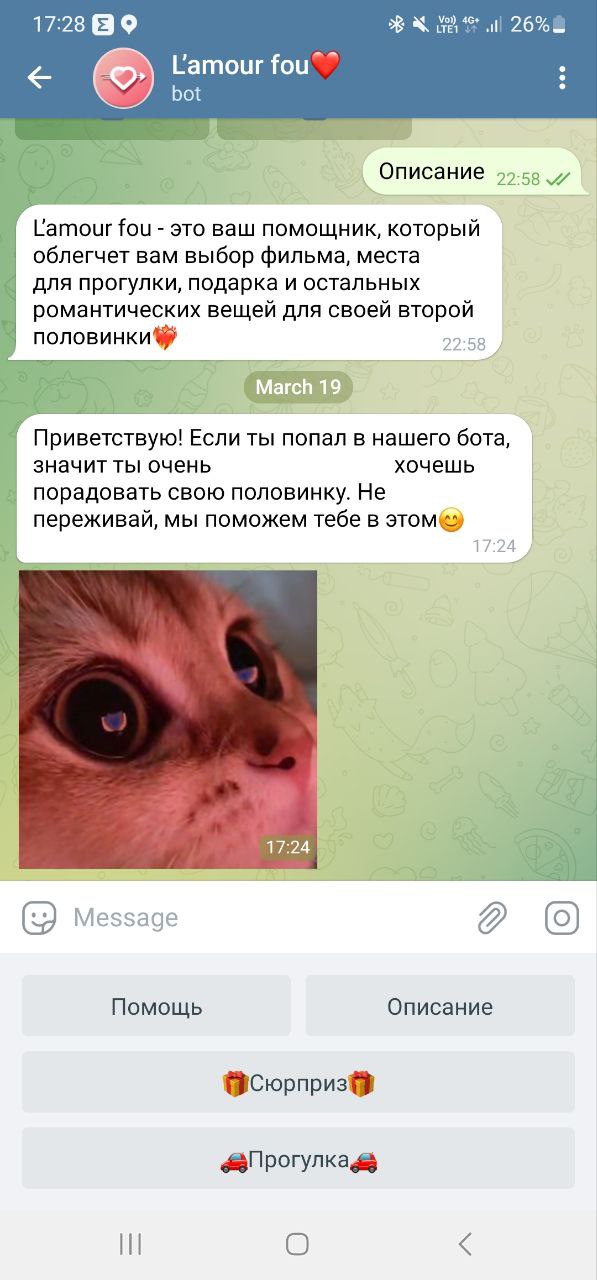 17:28 Vo)) 4G+ 26%
LTE1
L'amour fou❤️
bot
Описание 22:58
L'amour fou - это ваш помощник, который
облегчет вам выбор фильма, места
для прогулки, подарка и остальных
романтических вещей для своей второй
половинки❤️‍🔥 22:58
March 19
Приветствую! Если ты попал в нашего бота,
значит ты очень хочешь
порадовать свою половинку. Не
переживай, мы поможем тебе в этом😊
17:24
17:24
Message
Помощь Описание
🎁Сюрприз🎁
🚗Прогулка🚗